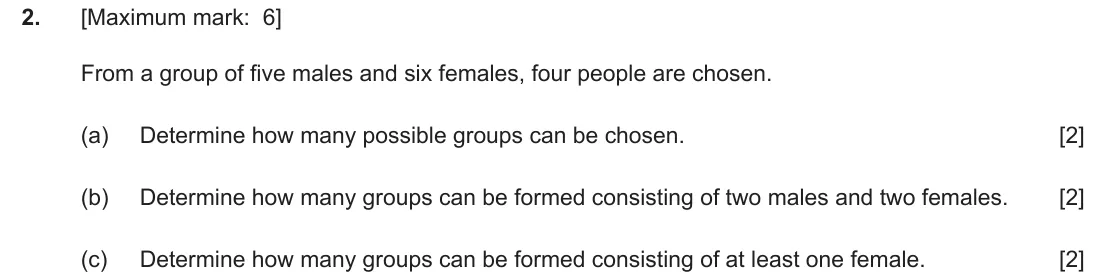 2. [Maximum mark: 6]
From a group of five males and six females, four people are chosen.
(a) Determine how many possible groups can be chosen. [2]
(b) Determine how many groups can be formed consisting of two males and two females. [2]
(c) Determine how many groups can be formed consisting of at least one female. [2]